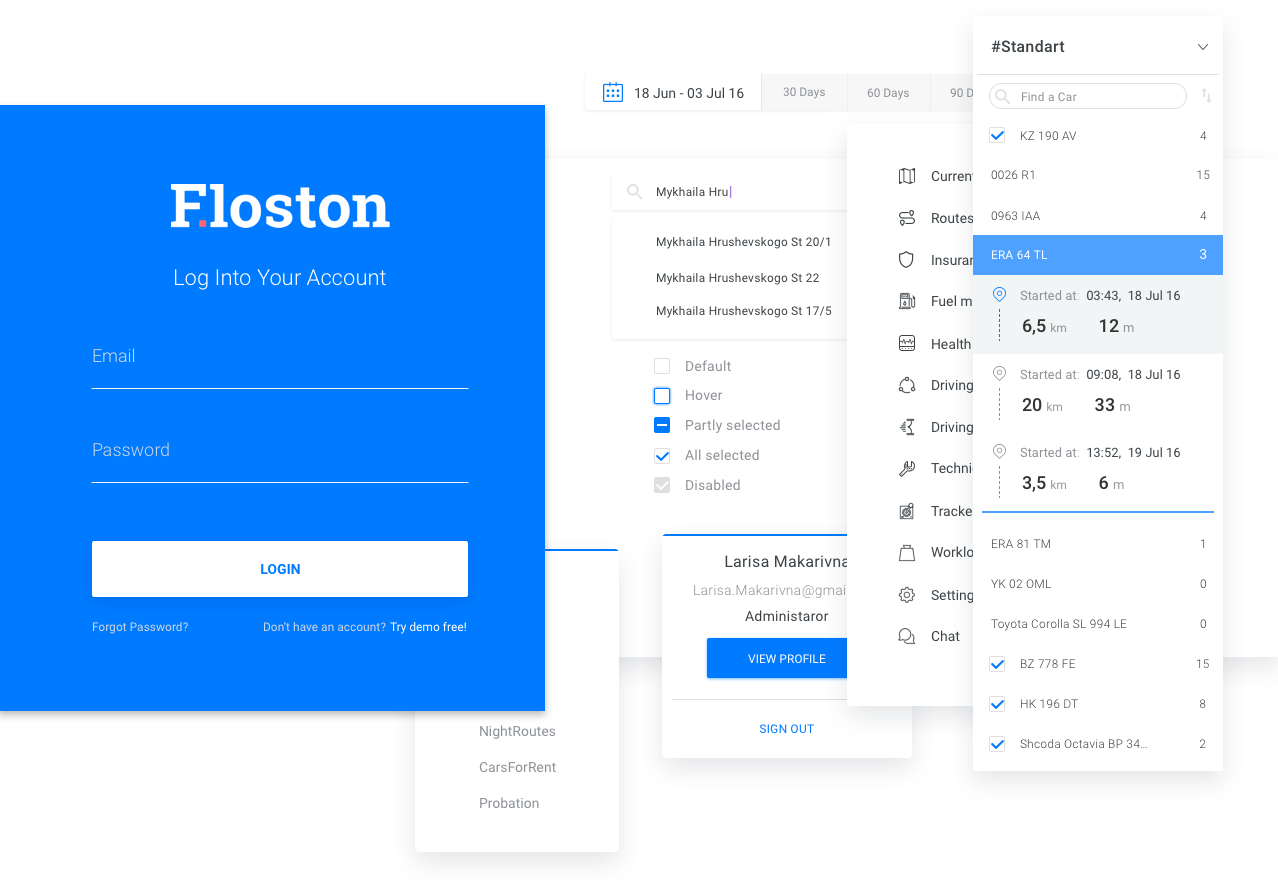 Floston
Log Into Your Account
Email
Password
LOGIN
Forgot Password?
Don't have an account? Try demo free!
18 Jun - 03 Jul 16
30 Days
60 Days
90 D
Mykhaila Hru
Mykhaila Hrushevskogo St 20/1
Mykhaila Hrushevskogo St 22
Mykhaila Hrushevskogo St 17/5
Default
Hover
Partly selected
All selected
Disabled
NightRoutes
CarsForRent
Probation
Larisa Makarivna
Larisa.Makarivna@gmai
Administaror
VIEW PROFILE
SIGN OUT
Curren
Routes
Insurar
Fuel m
Health
Driving
Driving
Techni
Tracke
Worklo
Setting
Chat
#Standart
Find a Car
KZ 190 AV 4
0026 R1 15
0963 IAA 4
ERA 64 TL 3
Started at: 03:43, 18 Jul 16
6,5 km 12 m
Started at: 09:08, 18 Jul 16
20 km 33 m
Started at: 13:52, 19 Jul 16
3,5 km 6 m
ERA 81 TM 1
YK 02 OML 0
Toyota Corolla SL 994 LE 0
BZ 778 FE 15
HK 196 DT 8
Shcoda Octavia BP 34... 2